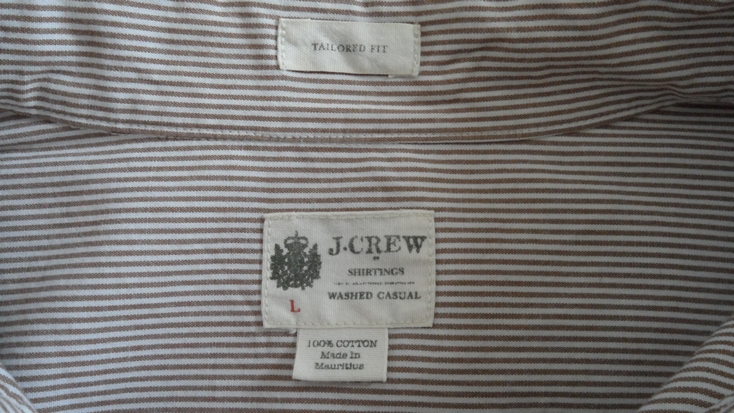 TAILORED FIT
J.CREW
SHIRTINGS
WASHED CASUAL
L
100% COTTON
Made In
Mauritius